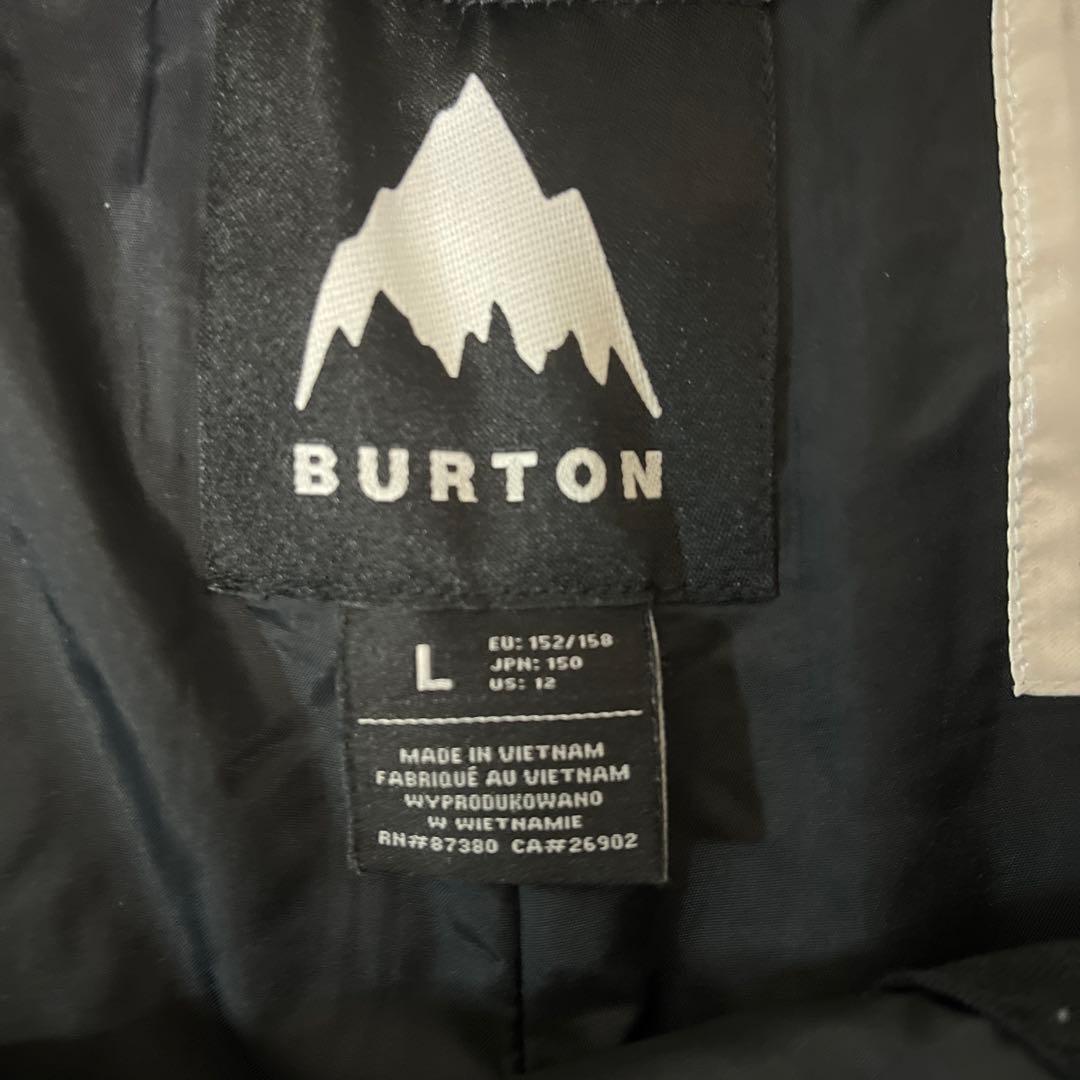 BURTON
L
EU: 152/158
JPN: 150
US: 12
MADE IN VIETNAM
FABRIQUÉ AU VIETNAM
WYPRODUKOWANO
W WIETNAMIE
RN#87380 CA#26902